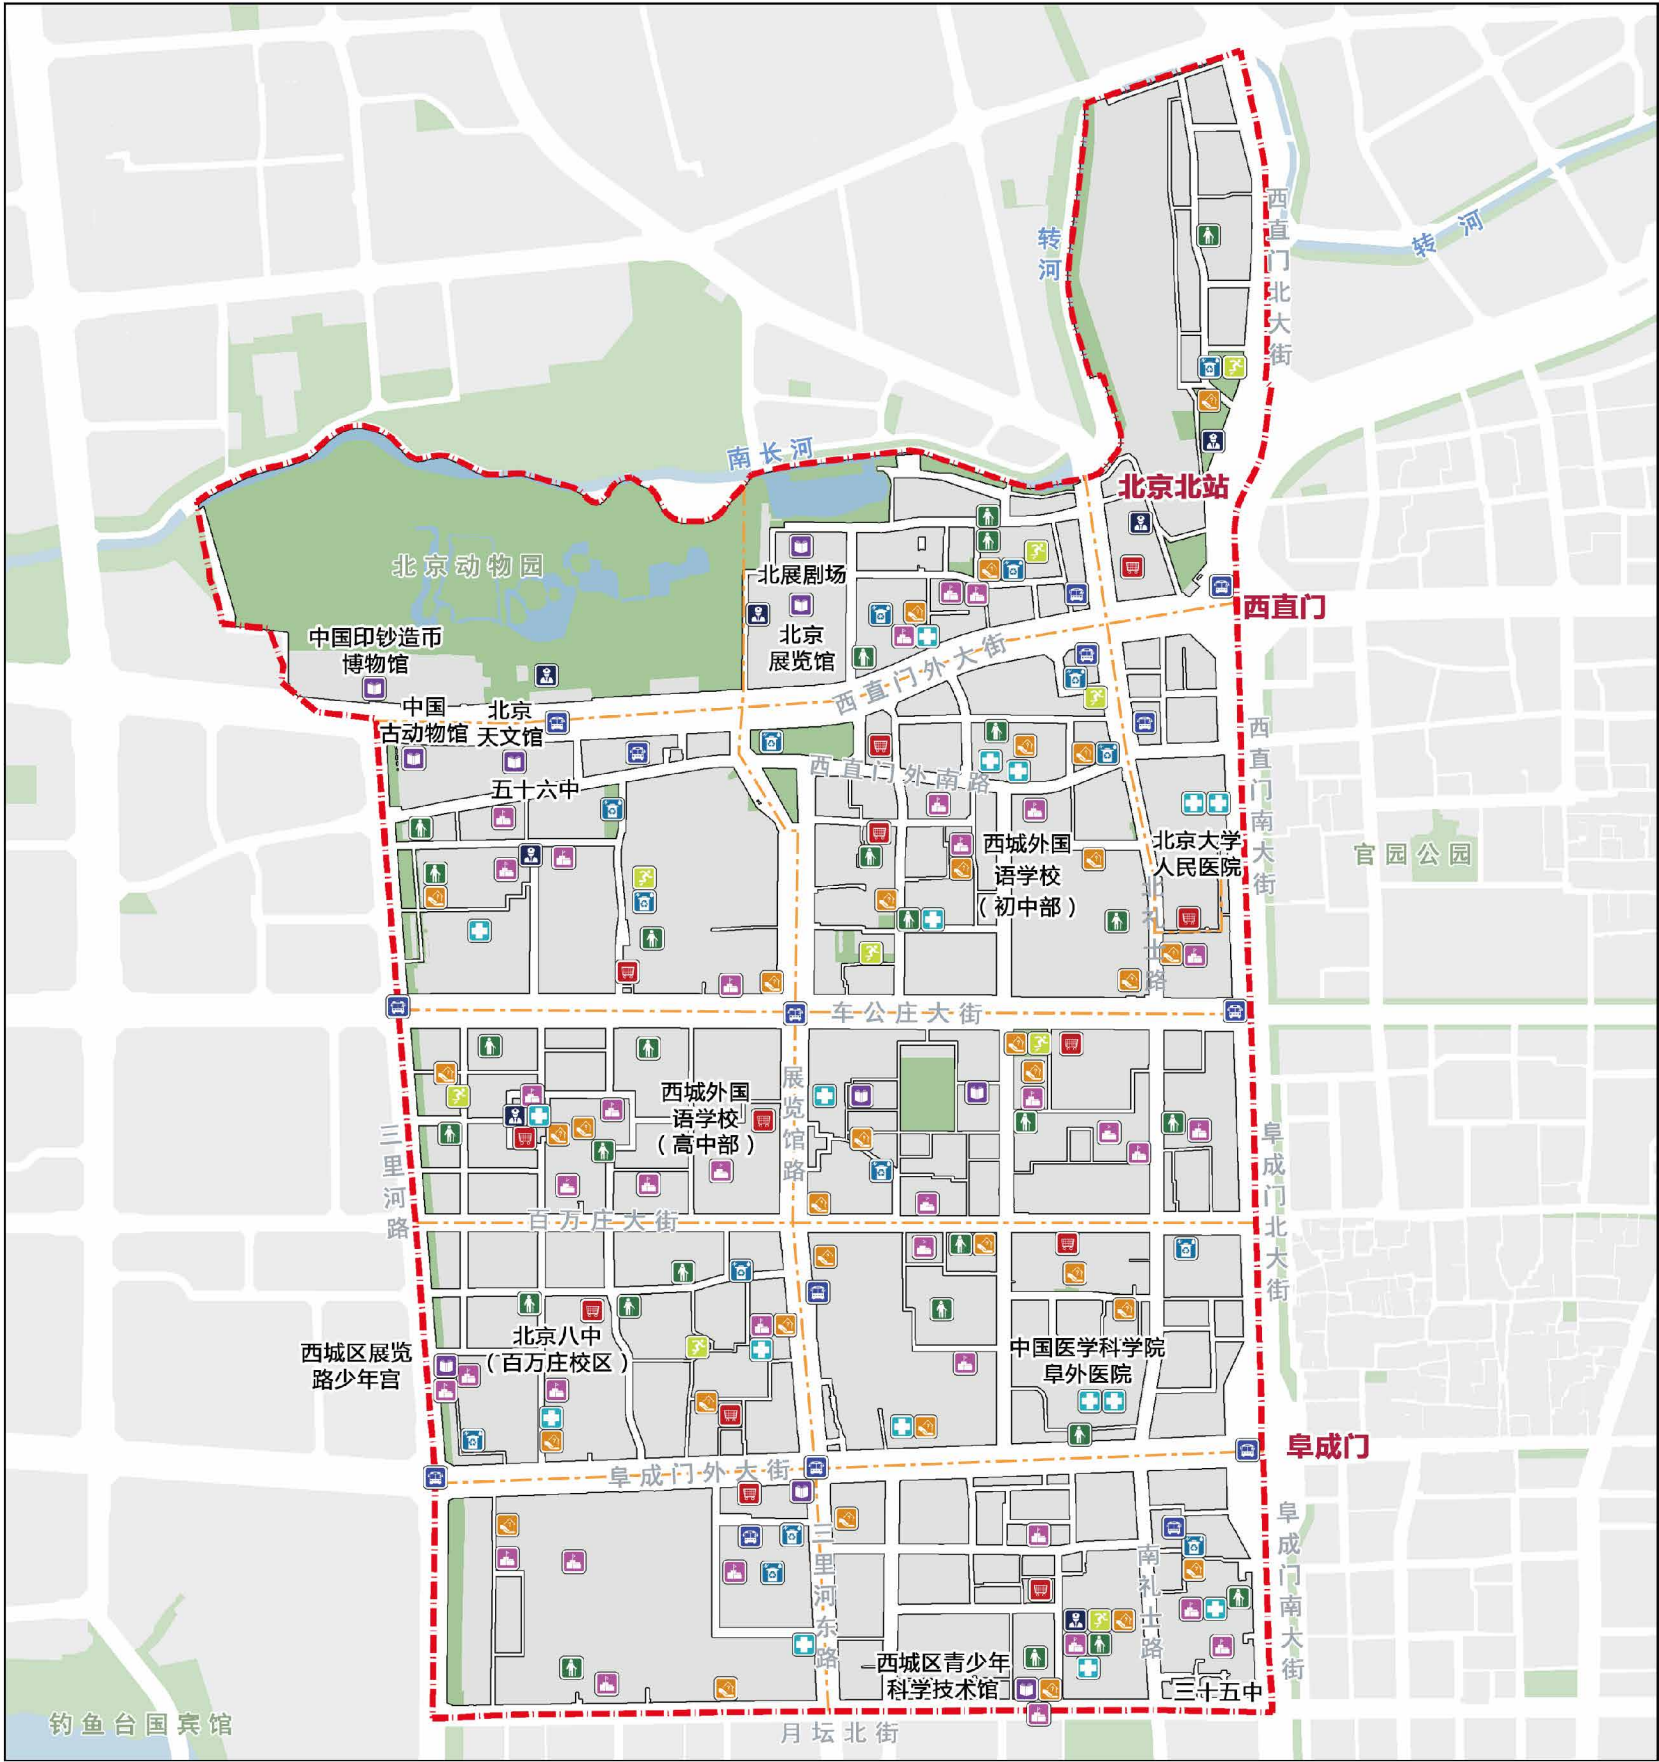 西直门北大街
转河
转河
南长河
北京北站
北京动物园
北展剧场
西直门
中国印钞造币
博物馆
北京
展览馆
西直门外大街
中国
古动物馆
北京
天文馆
西直门南大街
西直门外南路
五十六中
西城外国
语学校
（初中部）
北京大学
人民医院
官园公园
北礼士路
车公庄大街
展览馆路
西城外国
语学校
（高中部）
三里河路
阜成门北大街
百万庄大街
北京八中
（百万庄校区）
西城区展览
路少年宫
中国医学科学院
阜外医院
阜成门
阜成门外大街
三里河东路
南礼士路
阜成门南大街
西城区青少年
科学技术馆
三十五中
钓鱼台国宾馆
月坛北街